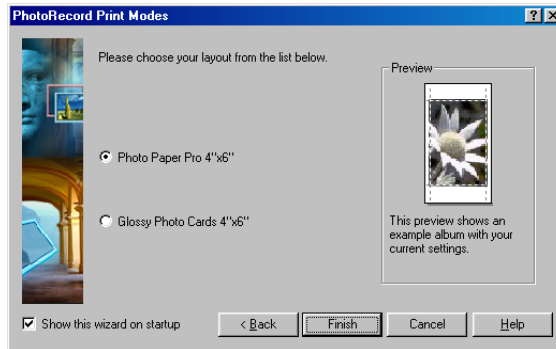 PhotoRecord Print Modes
Please choose your layout from the list below.
Preview
Photo Paper Pro 4"x6"
Glossy Photo Cards 4"x6"
This preview shows an
example album with your
current settings.
Show this wizard on startup
< Back
Finish
Cancel
Help